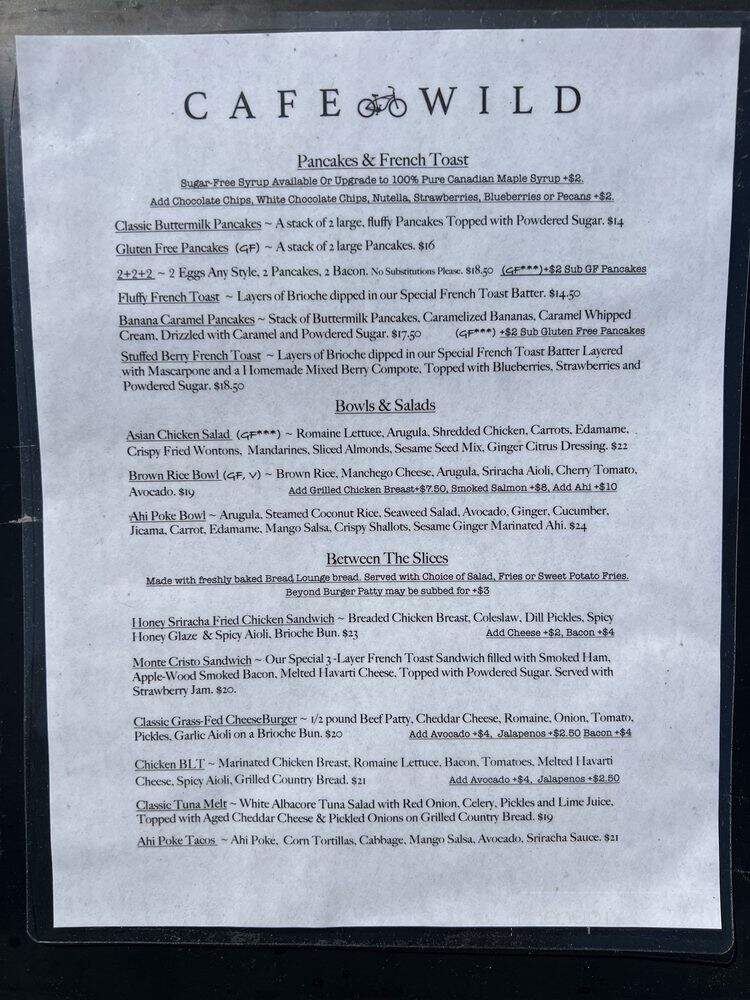 CAFE WILD
Pancakes & French Toast
Sugar-Free Syrup Available Or Upgrade to 100% Pure Canadian Maple Syrup +$2.
Add Chocolate Chips, White Chocolate Chips, Nutella, Strawberries, Blueberries or Pecans +$2.
Classic Buttermilk Pancakes ~ A stack of 2 large, fluffy Pancakes Topped with Powdered Sugar. $14
Gluten Free Pancakes (GF) ~ A stack of 2 large Pancakes. $16
2+2+2 ~ 2 Eggs Any Style, 2 Pancakes, 2 Bacon. No Substitutions Please. $18.50 (GF***)+$2 Sub GF Pancakes
Fluffy French Toast ~ Layers of Brioche dipped in our Special French Toast Batter. $14.50
Banana Caramel Pancakes ~ Stack of Buttermilk Pancakes, Caramelized Bananas, Caramel Whipped
Cream, Drizzled with Caramel and Powdered Sugar. $17.50 (GF***) +$2 Sub Gluten Free Pancakes
Stuffed Berry French Toast ~ Layers of Brioche dipped in our Special French Toast Batter Layered
with Mascarpone and a Homemade Mixed Berry Compote, Topped with Blueberries, Strawberries and
Powdered Sugar. $18.50
Bowls & Salads
Asian Chicken Salad (GF***) ~ Romaine Lettuce, Arugula, Shredded Chicken, Carrots, Edamame,
Crispy Fried Wontons, Mandarines, Sliced Almonds, Sesame Seed Mix, Ginger Citrus Dressing. $22
Brown Rice Bowl (GF, V) ~ Brown Rice, Manchego Cheese, Arugula, Sriracha Aioli, Cherry Tomato,
Avocado. $19 Add Grilled Chicken Breast+$7.50, Smoked Salmon +$8, Add Ahi +$10
Ahi Poke Bowl ~ Arugula, Steamed Coconut Rice, Seaweed Salad, Avocado, Ginger, Cucumber,
Jicama, Carrot, Edamame, Mango Salsa, Crispy Shallots, Sesame Ginger Marinated Ahi. $24
Between The Slices
Made with freshly baked Bread Lounge bread. Served with Choice of Salad, Fries or Sweet Potato Fries.
Beyond Burger Patty may be subbed for +$3
Honey Sriracha Fried Chicken Sandwich ~ Breaded Chicken Breast, Coleslaw, Dill Pickles, Spicy
Honey Glaze & Spicy Aioli, Brioche Bun. $23 Add Cheese +$2, Bacon +$4
Monte Cristo Sandwich ~ Our Special 3-Layer French Toast Sandwich filled with Smoked Ham,
Apple-Wood Smoked Bacon, Melted Havarti Cheese, Topped with Powdered Sugar. Served with
Strawberry Jam. $20.
Classic Grass-Fed CheeseBurger ~ 1/2 pound Beef Patty, Cheddar Cheese, Romaine, Onion, Tomato,
Pickles, Garlic Aioli on a Brioche Bun. $20 Add Avocado +$4, Jalapenos +$2.50 Bacon +$4
Chicken BLT ~ Marinated Chicken Breast, Romaine Lettuce, Bacon, Tomatoes, Melted Havarti
Cheese, Spicy Aioli, Grilled Country Bread. $21 Add Avocado +$4, Jalapenos +$2.50
Classic Tuna Melt ~ White Albacore Tuna Salad with Red Onion, Celery, Pickles and Lime Juice,
Topped with Aged Cheddar Cheese & Pickled Onions on Grilled Country Bread. $19
Ahi Poke Tacos ~ Ahi Poke, Corn Tortillas, Cabbage, Mango Salsa, Avocado, Sriracha Sauce. $21